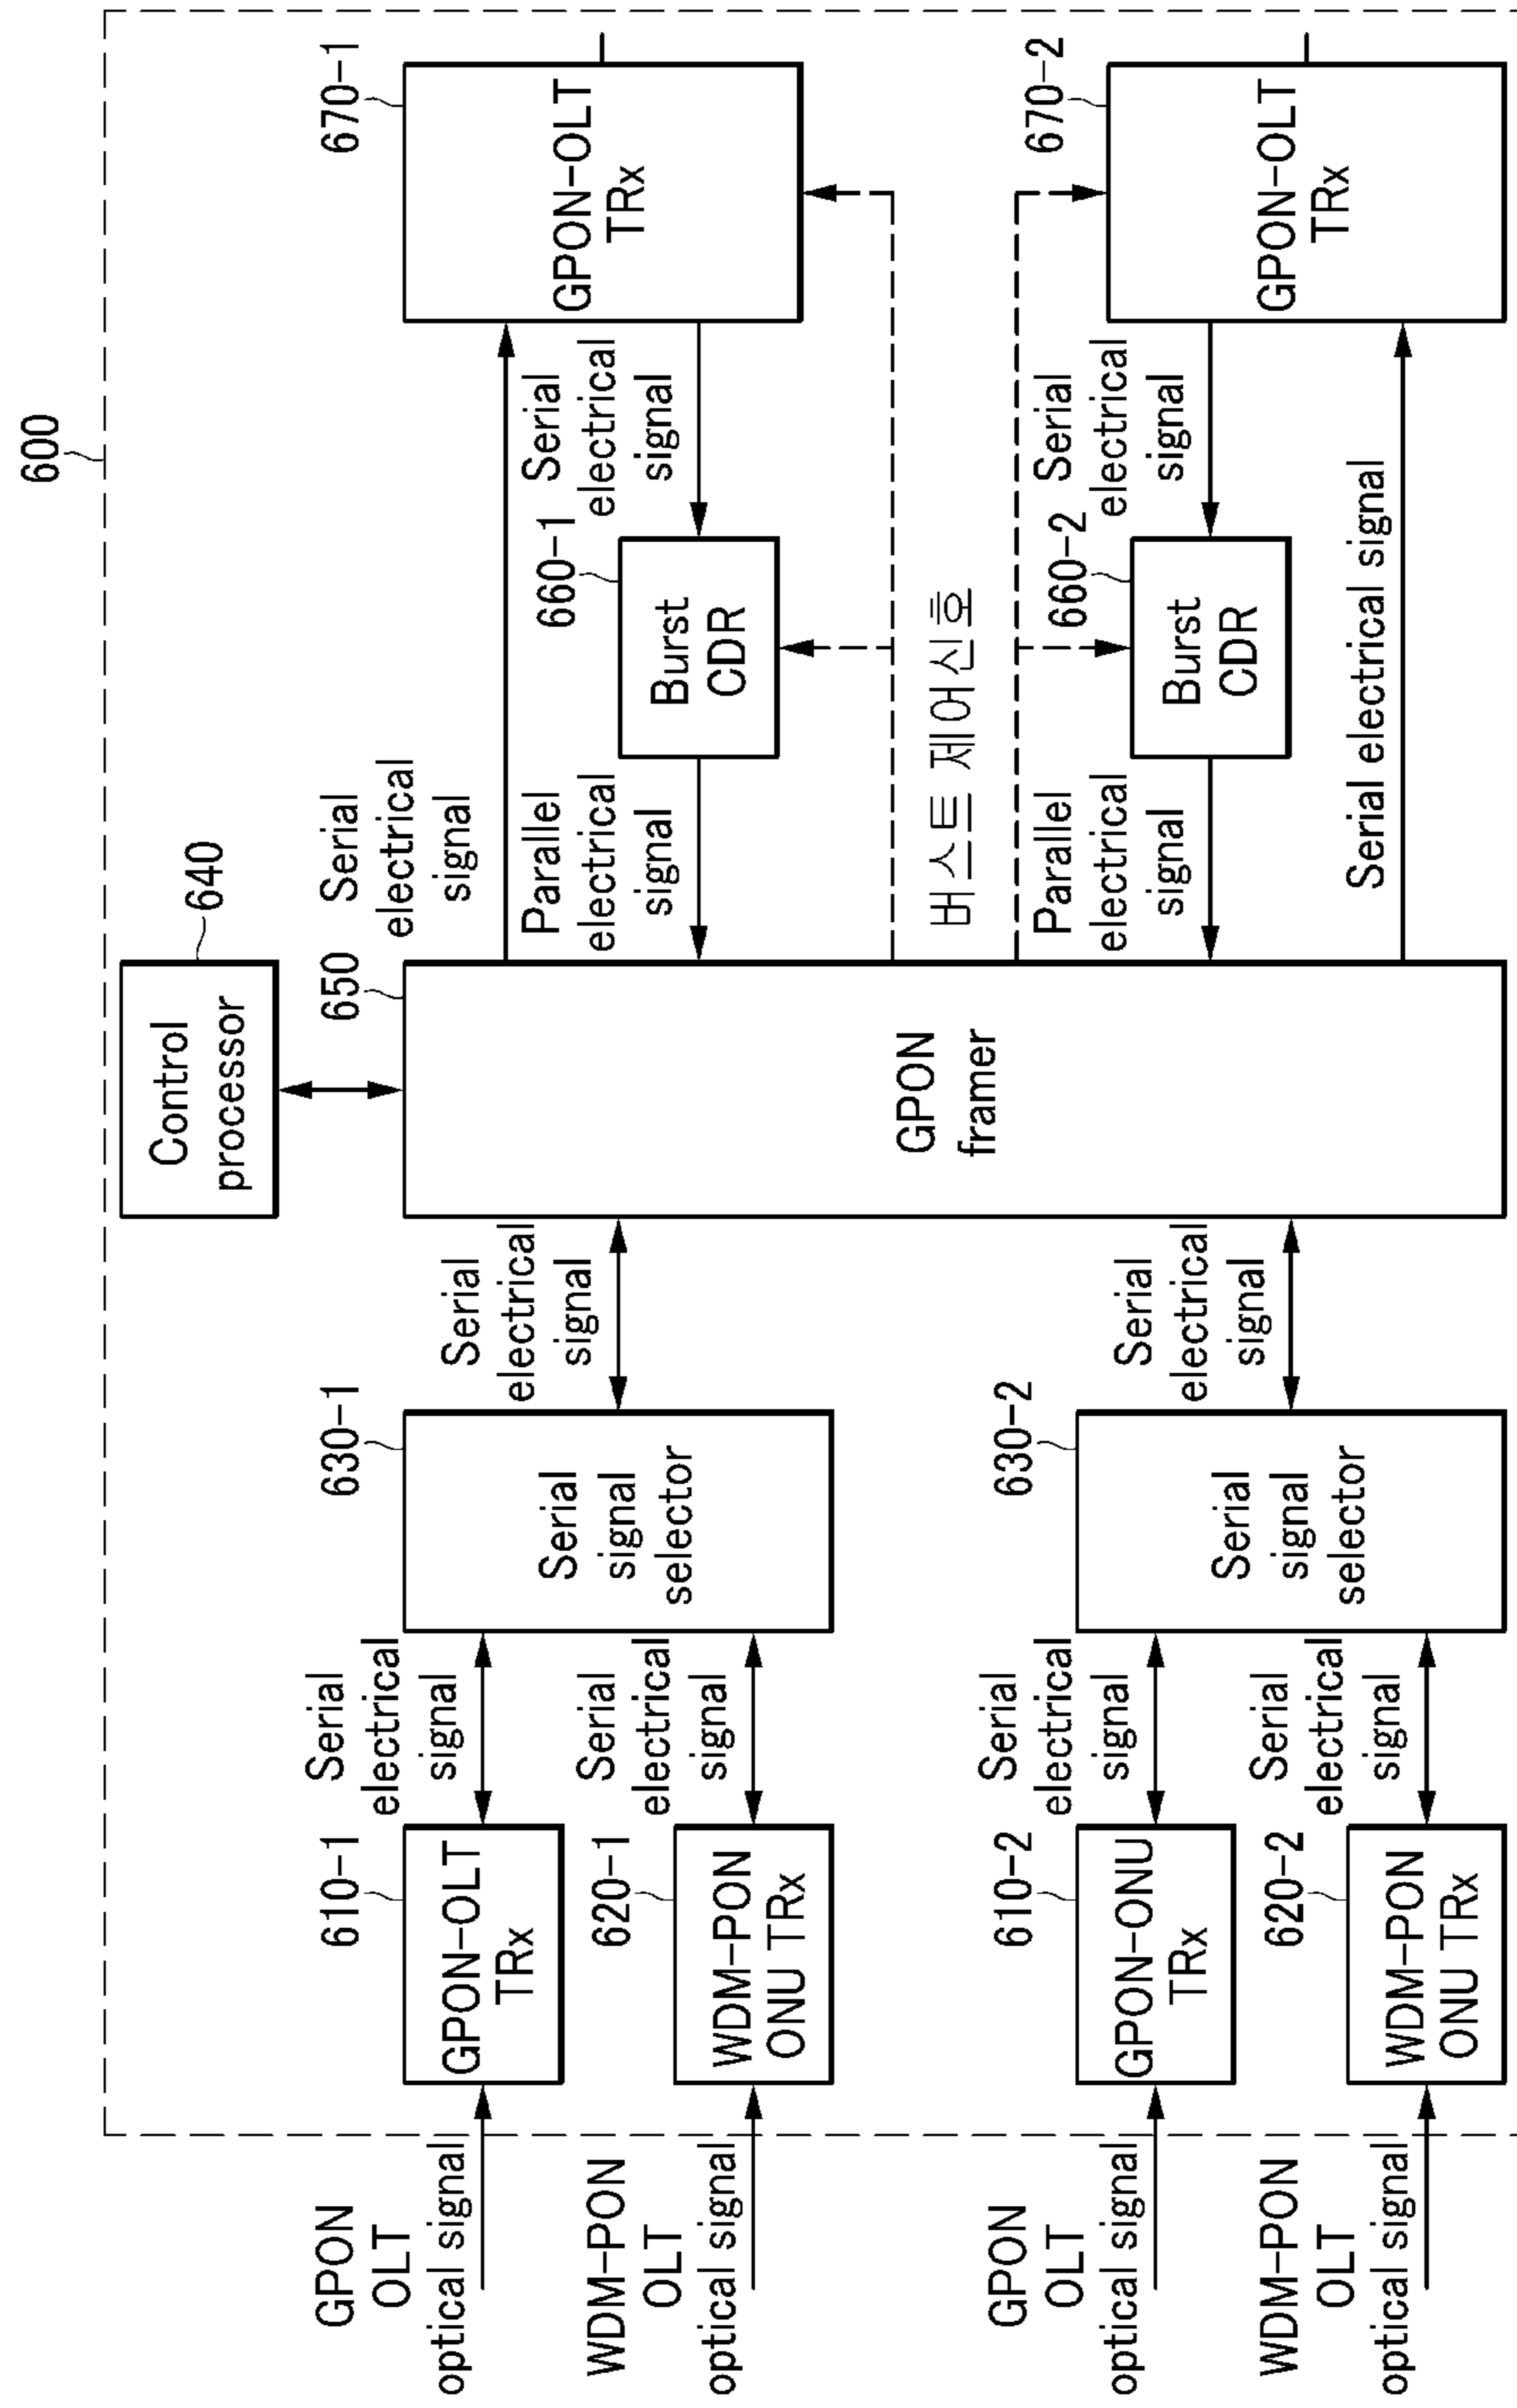 600
Control
processor
640
GPON
OLT
optical signal
610-1
GPON-OLT
TRx
Serial
electrical
signal
WDM-PON
OLT
optical signal
620-1
WDM-PON
ONU TRx
Serial
electrical
signal
630-1
Serial
signal
selector
Serial
electrical
signal
650
GPON
framer
Serial
electrical
signal
Parallel
electrical
signal
660-1
Burst
CDR
Serial
electrical
signal
670-1
GPON-OLT
TRx
버스트 제어신호
GPON
OLT
optical signal
610-2
GPON-ONU
TRx
Serial
electrical
signal
WDM-PON
OLT
optical signal
620-2
WDM-PON
ONU TRx
Serial
electrical
signal
630-2
Serial
signal
selector
Serial
electrical
signal
Parallel
electrical
signal
660-2
Burst
CDR
Serial
electrical
signal
670-2
GPON-OLT
TRx
Serial electrical signal